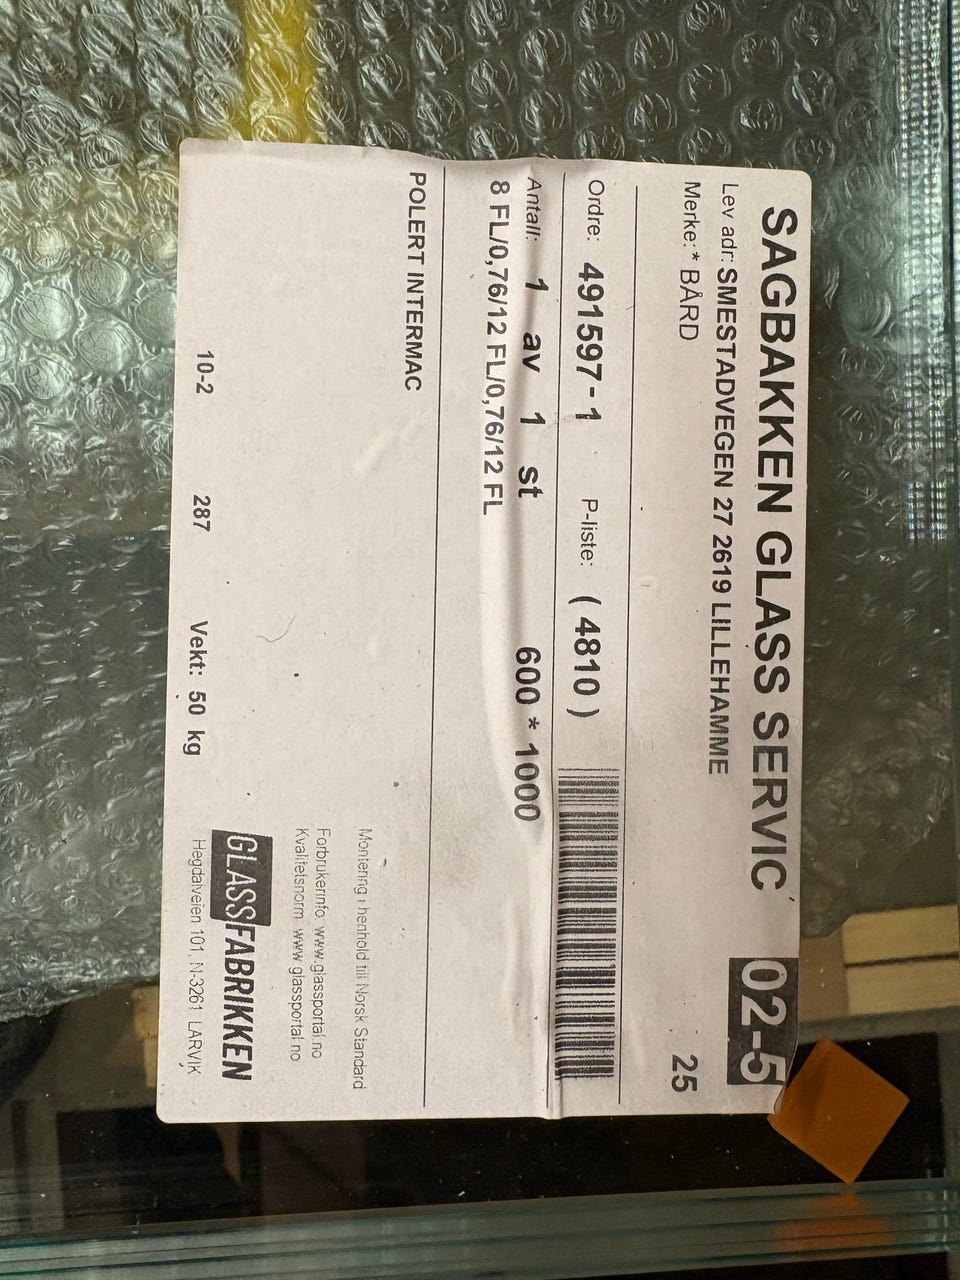 SAGBAKKEN GLASS SERVIC 02-5
Lev adr: SMESTADVEGEN 27 2619 LILLEHAMME
Merke: * BÅRD 25
Ordre: 491597-1 P-liste: ( 4810 )
Antall: 1 av 1 st 600 * 1000
8 FL/0,76/12 FL/0,76/12 FL
POLERT INTERMAC
Montering i henhold til Norsk Standard
Forbrukerinfo: www.glassportal.no
Kvalitetsnorm: www.glassportal.no
GLASSFABRIKKEN
10-2 287 Vekt: 50 kg Hegdalveien 101, N-3261 LARVIK